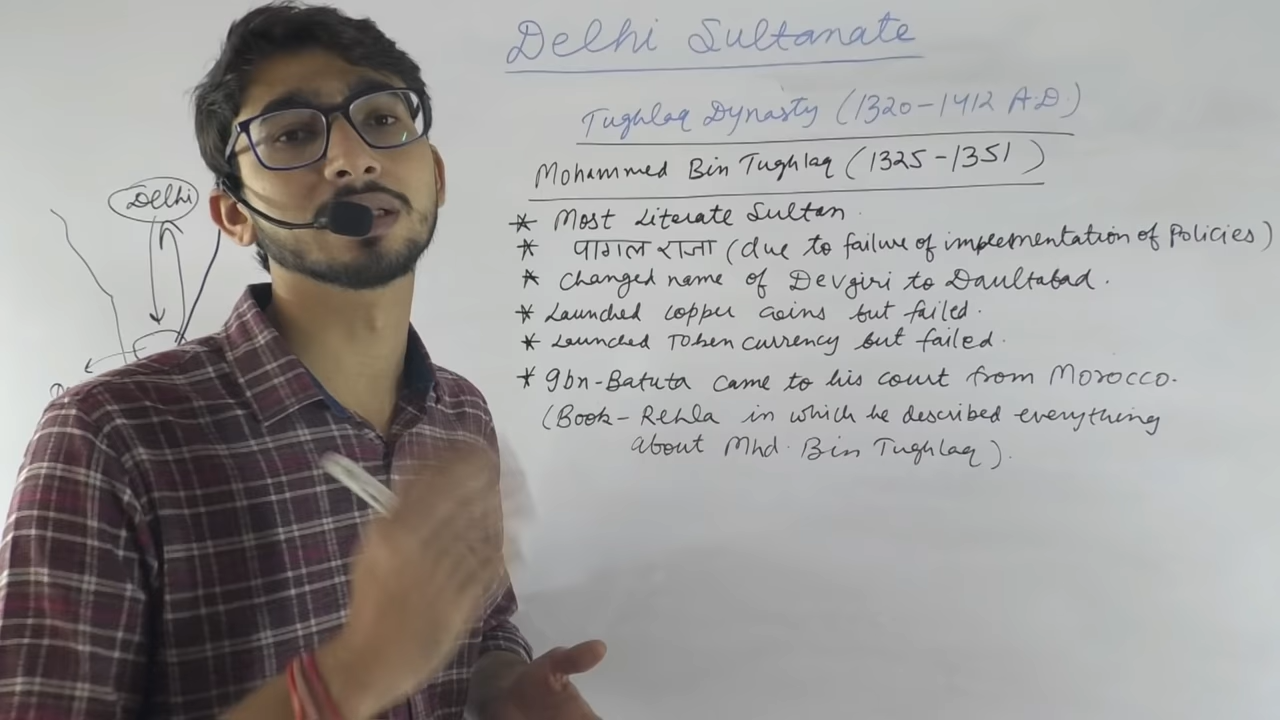 Delhi Sultanate
Tughlaq Dynasty (1320-1412 A.D.)
Mohammed Bin Tughlaq (1325-1351)
* Most Literate Sultan.
* पागल राजा (due to failure of implementation of Policies)
* Changed name of Devgiri to Daultabad.
* Launched copper coins but failed.
* Launched Token currency but failed.
* Ibn-Batuta came to his court from Morocco.
(Book-Rehla in which he described everything
about Mhd. Bin Tughlaq).
Delhi